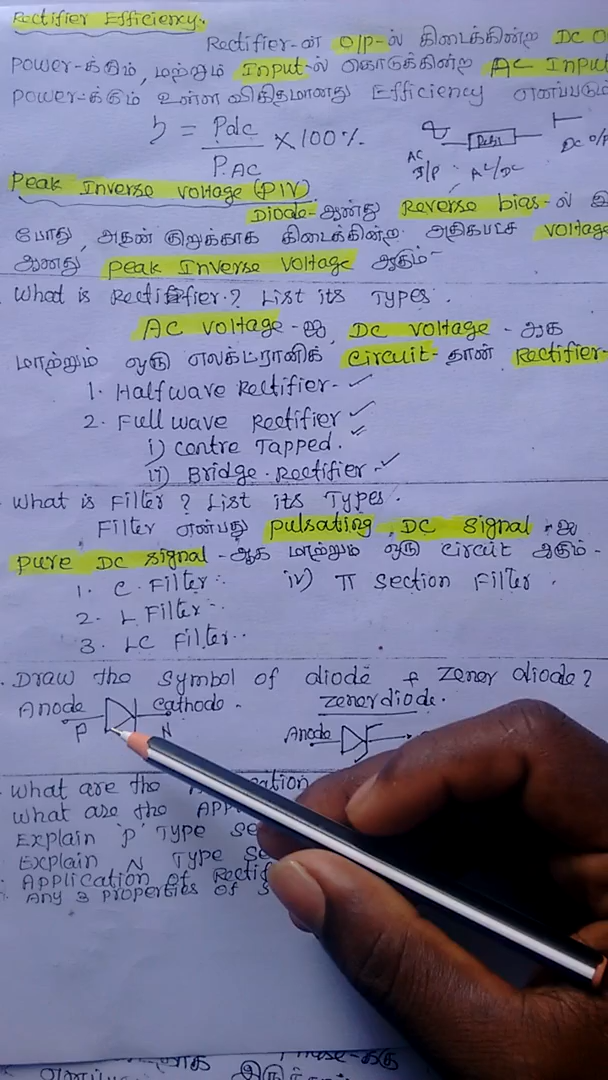 Rectifier Efficiency.
Rectifier-ன் O/P-ல் கிடைக்கின்ற DC
Power-க்கும், மற்றும் Input-ல் கொடுக்கின்ற AC Input
Power-க்கும் உள்ள விகிதமானது Efficiency எனப்படும்
η = Pdc / P.AC × 100%
AC I/P
AC/DC
DC O/P
Peak Inverse Voltage (PIV)
Diode-ஆனது Reverse bias-ல்
போது, அதன் குறுக்காக கிடைக்கின்ற அதிகபட்ச voltage
ஆனது Peak Inverse Voltage ஆகும்-
What is Rectifier? List its Types.
AC voltage-ஐ DC voltage-ஆக
மாற்றும் ஒரு எலக்ட்ரானிக் circuit-தான் Rectifier-
1. Halfwave Rectifier-
2. Full wave Rectifier
i) Centre Tapped.
ii) Bridge. Rectifier
What is Filter? List its Types.
Filter என்பது pulsating DC signal-ஐ
pure DC signal-ஆக மாற்றும் ஒரு circuit ஆகும்-
1. C. Filter
iv) π Section Filter.
2. L Filter
3. LC Filter
Draw the Symbol of diode & Zener diode?
Anode
Cathode.
P
N
Zener diode.
Anode
What are the
What are the
Explain 'P' Type
Explain N Type
Application of
Any 3 properties of